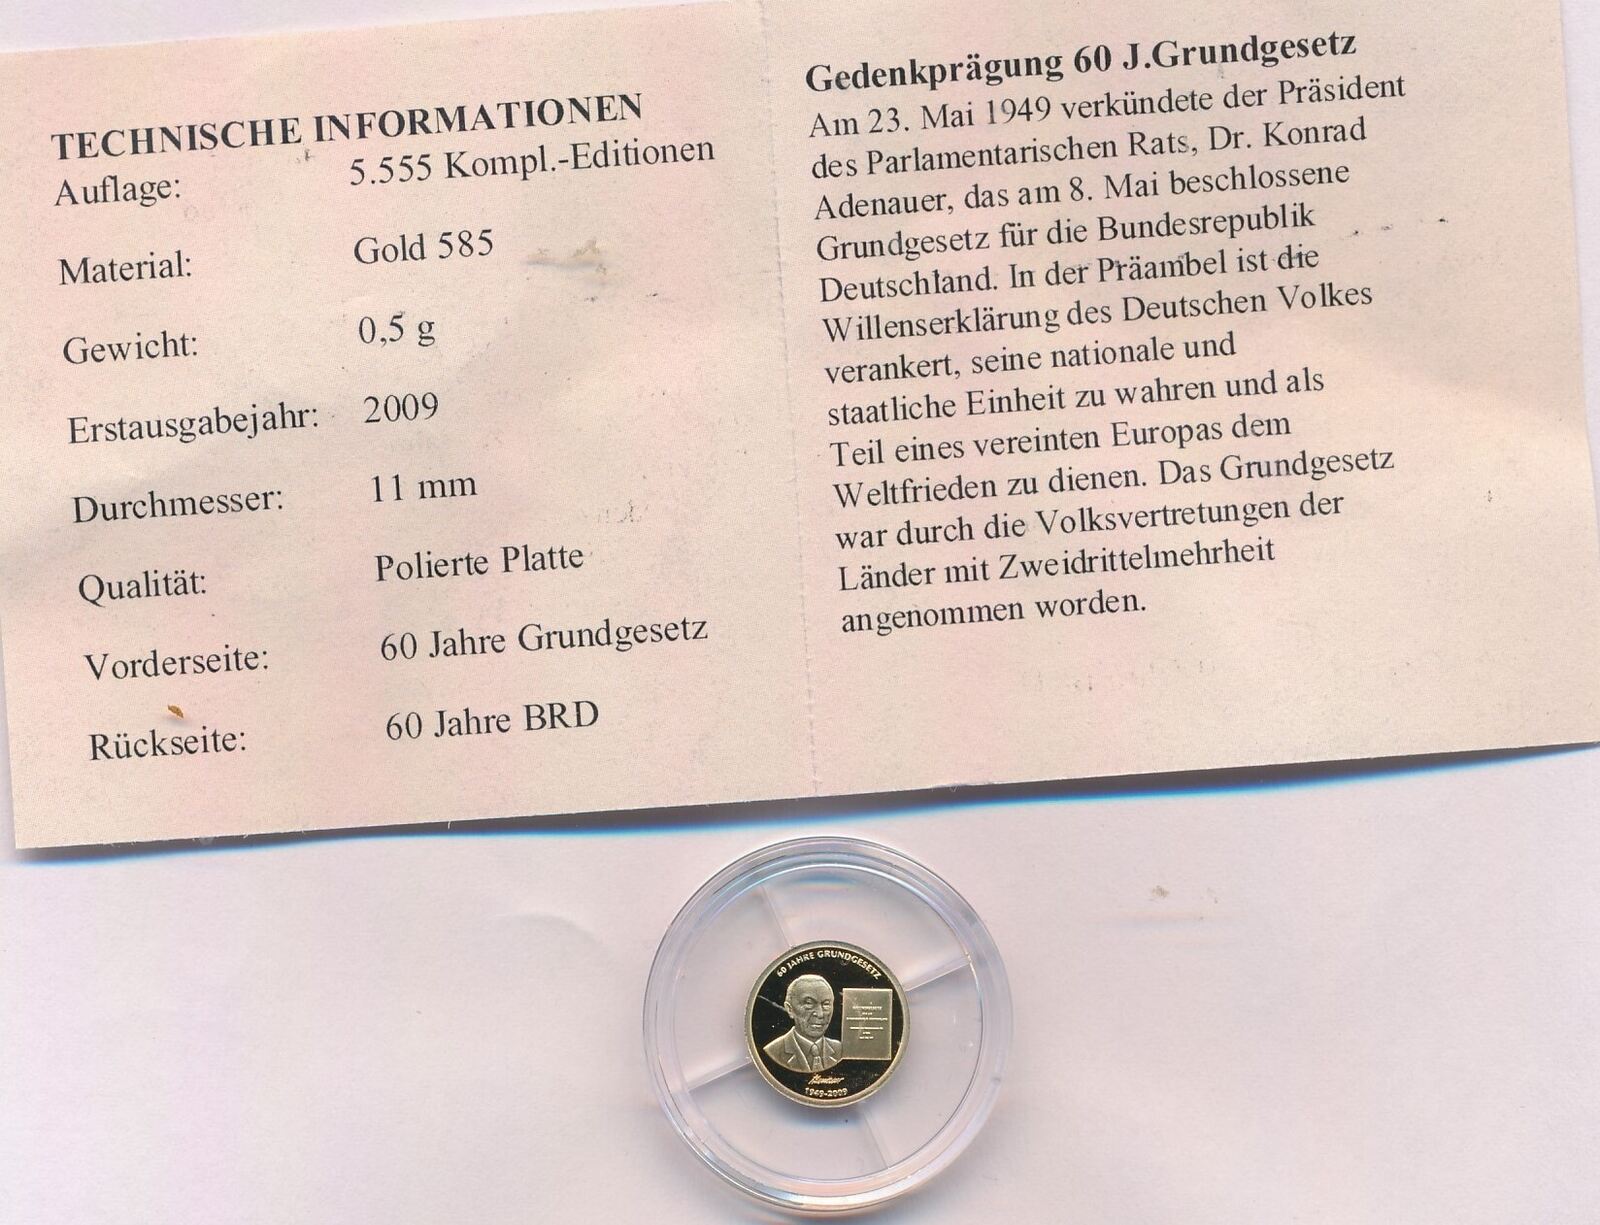 TECHNISCHE INFORMATIONEN
Auflage: 5.555 Kompl.-Editionen
Material: Gold 585
Gewicht: 0,5 g
Erstausgabejahr: 2009
Durchmesser: 11 mm
Qualität: Polierte Platte
Vorderseite: 60 Jahre Grundgesetz
Rückseite: 60 Jahre BRD
Gedenkprägung 60 J.Grundgesetz
Am 23. Mai 1949 verkündete der Präsident
des Parlamentarischen Rats, Dr. Konrad
Adenauer, das am 8. Mai beschlossene
Grundgesetz für die Bundesrepublik
Deutschland. In der Präambel ist die
Willenserklärung des Deutschen Volkes
verankert, seine nationale und
staatliche Einheit zu wahren und als
Teil eines vereinten Europas dem
Weltfrieden zu dienen. Das Grundgesetz
war durch die Volksvertretungen der
Länder mit Zweidrittelmehrheit
angenommen worden.
60 JAHRE GRUNDGESETZ
1949-2009